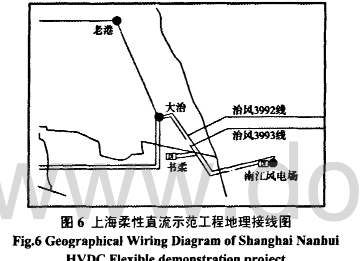 老港
大治
治风3992线
治风3993线
书柔
南汇风电场
www.do
图 6 上海柔性直流示范工程地理接线图
Fig.6 Geographical Wiring Diagram of Shanghai Nanhui
HVDC Flexible demonstration project